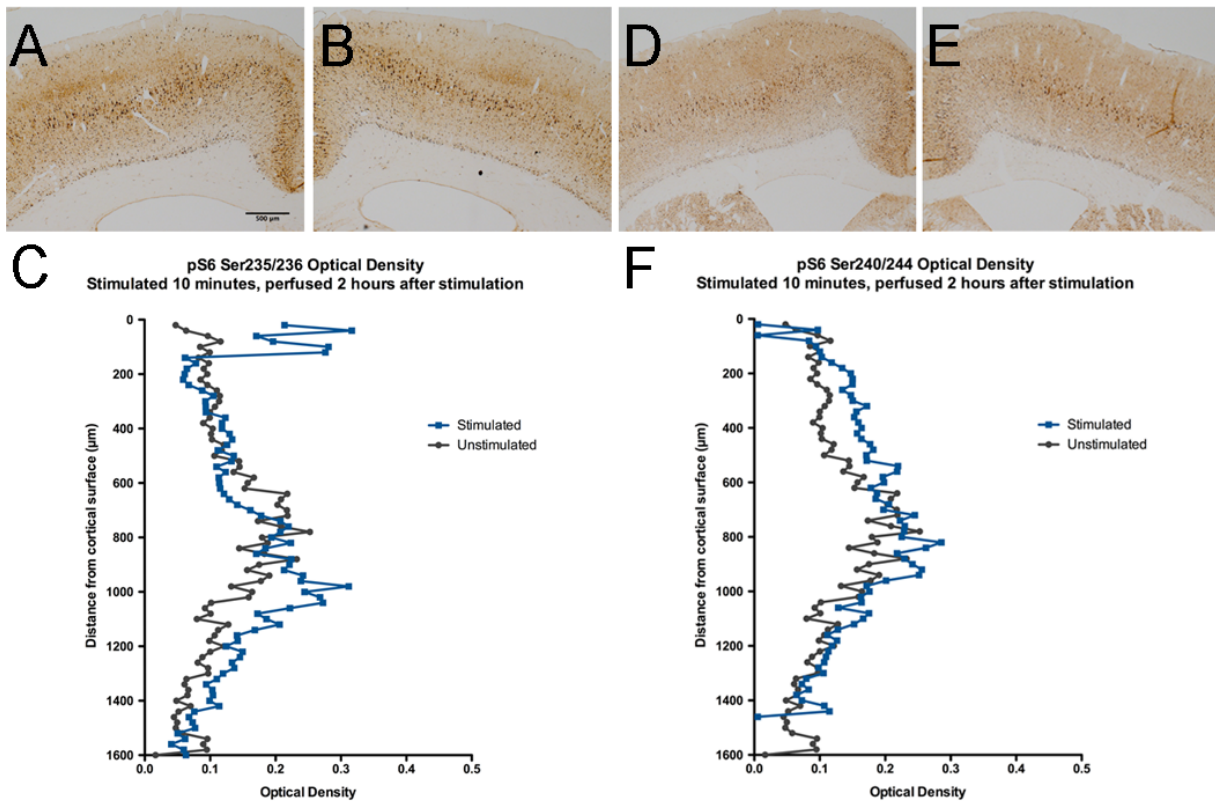 A
B
D
E
500 µm
C
pS6 Ser235/236 Optical Density
Stimulated 10 minutes, perfused 2 hours after stimulation
0
200
400
600
800
1000
1200
1400
1600
Distance from cortical surface (µm)
Stimulated
Unstimulated
0.0 0.1 0.2 0.3 0.4 0.5
Optical Density
F
pS6 Ser240/244 Optical Density
Stimulated 10 minutes, perfused 2 hours after stimulation
0
200
400
600
800
1000
1200
1400
1600
Distance from cortical surface (µm)
Stimulated
Unstimulated
0.0 0.1 0.2 0.3 0.4 0.5
Optical Density